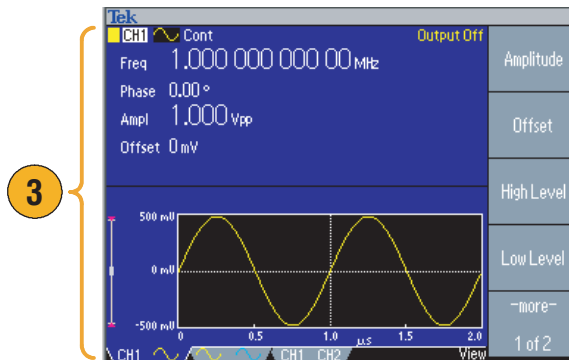 Tek
CH1 Cont Output Off
Freq 1.000 000 000 00 MHz
Phase 0.00 °
Ampl 1.000 Vpp
Offset 0 mV
3
500 mV
0 mV
-500 mV
0 0.5 1.0 1.5 2.0
µs
CH1 CH1 CH2 View
Amplitude
Offset
High Level
Low Level
-more-
1 of 2